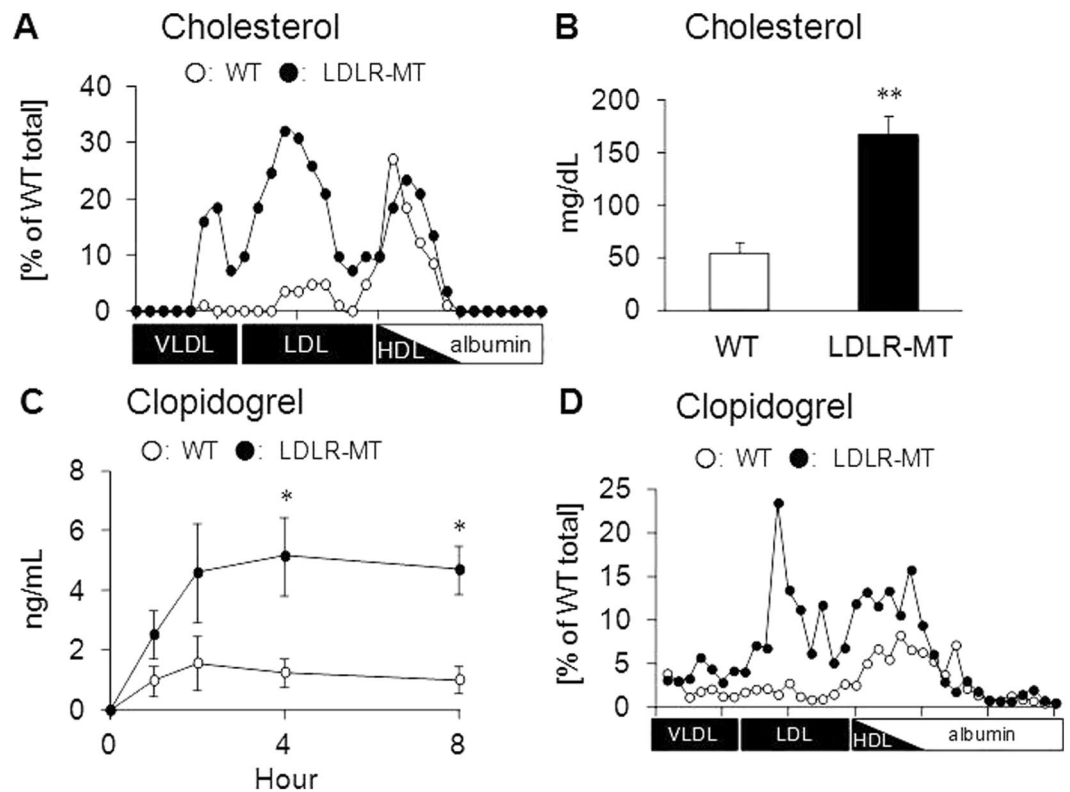 A Cholesterol
○: WT ●: LDLR-MT
[% of WT total]
40
30
20
10
0
VLDL LDL HDL albumin
B Cholesterol
**
mg/dL
200
150
100
50
0
WT LDLR-MT
C Clopidogrel
○: WT ●: LDLR-MT
ng/mL
8
6
4
2
0
* *
0 4 8
Hour
D Clopidogrel
○: WT ●: LDLR-MT
[% of WT total]
25
20
15
10
5
0
VLDL LDL HDL albumin